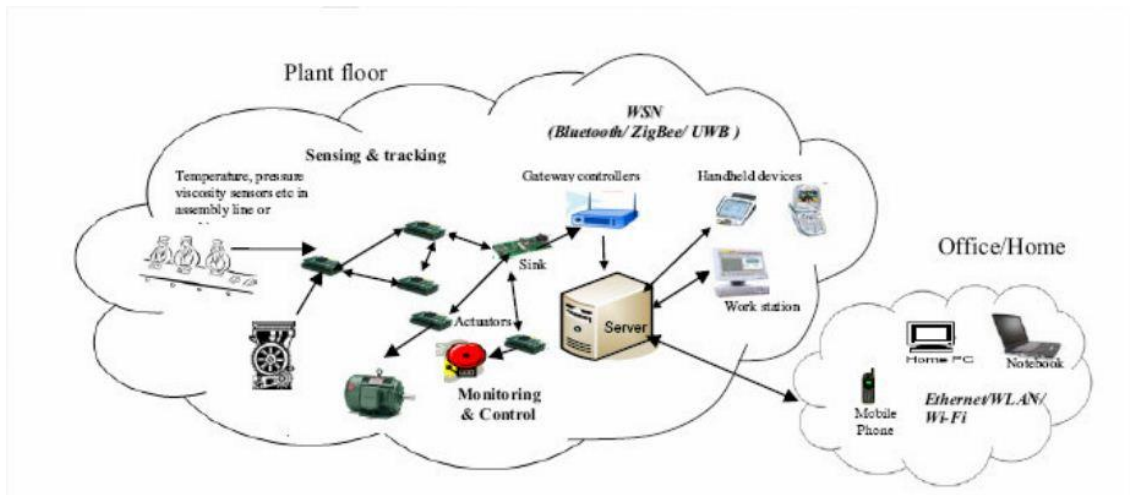 Plant floor
WSN
(Bluetooth/ ZigBee/ UWB )
Sensing & tracking
Temperature, pressure
viscosity sensors etc in
assembly line or
Gateway controllers
Handheld devices
Sink
Actuators
Server
Work station
Monitoring
& Control
Office/Home
Home PC
Notebook
Mobile
Phone
Ethernet/WLAN/
Wi-Fi